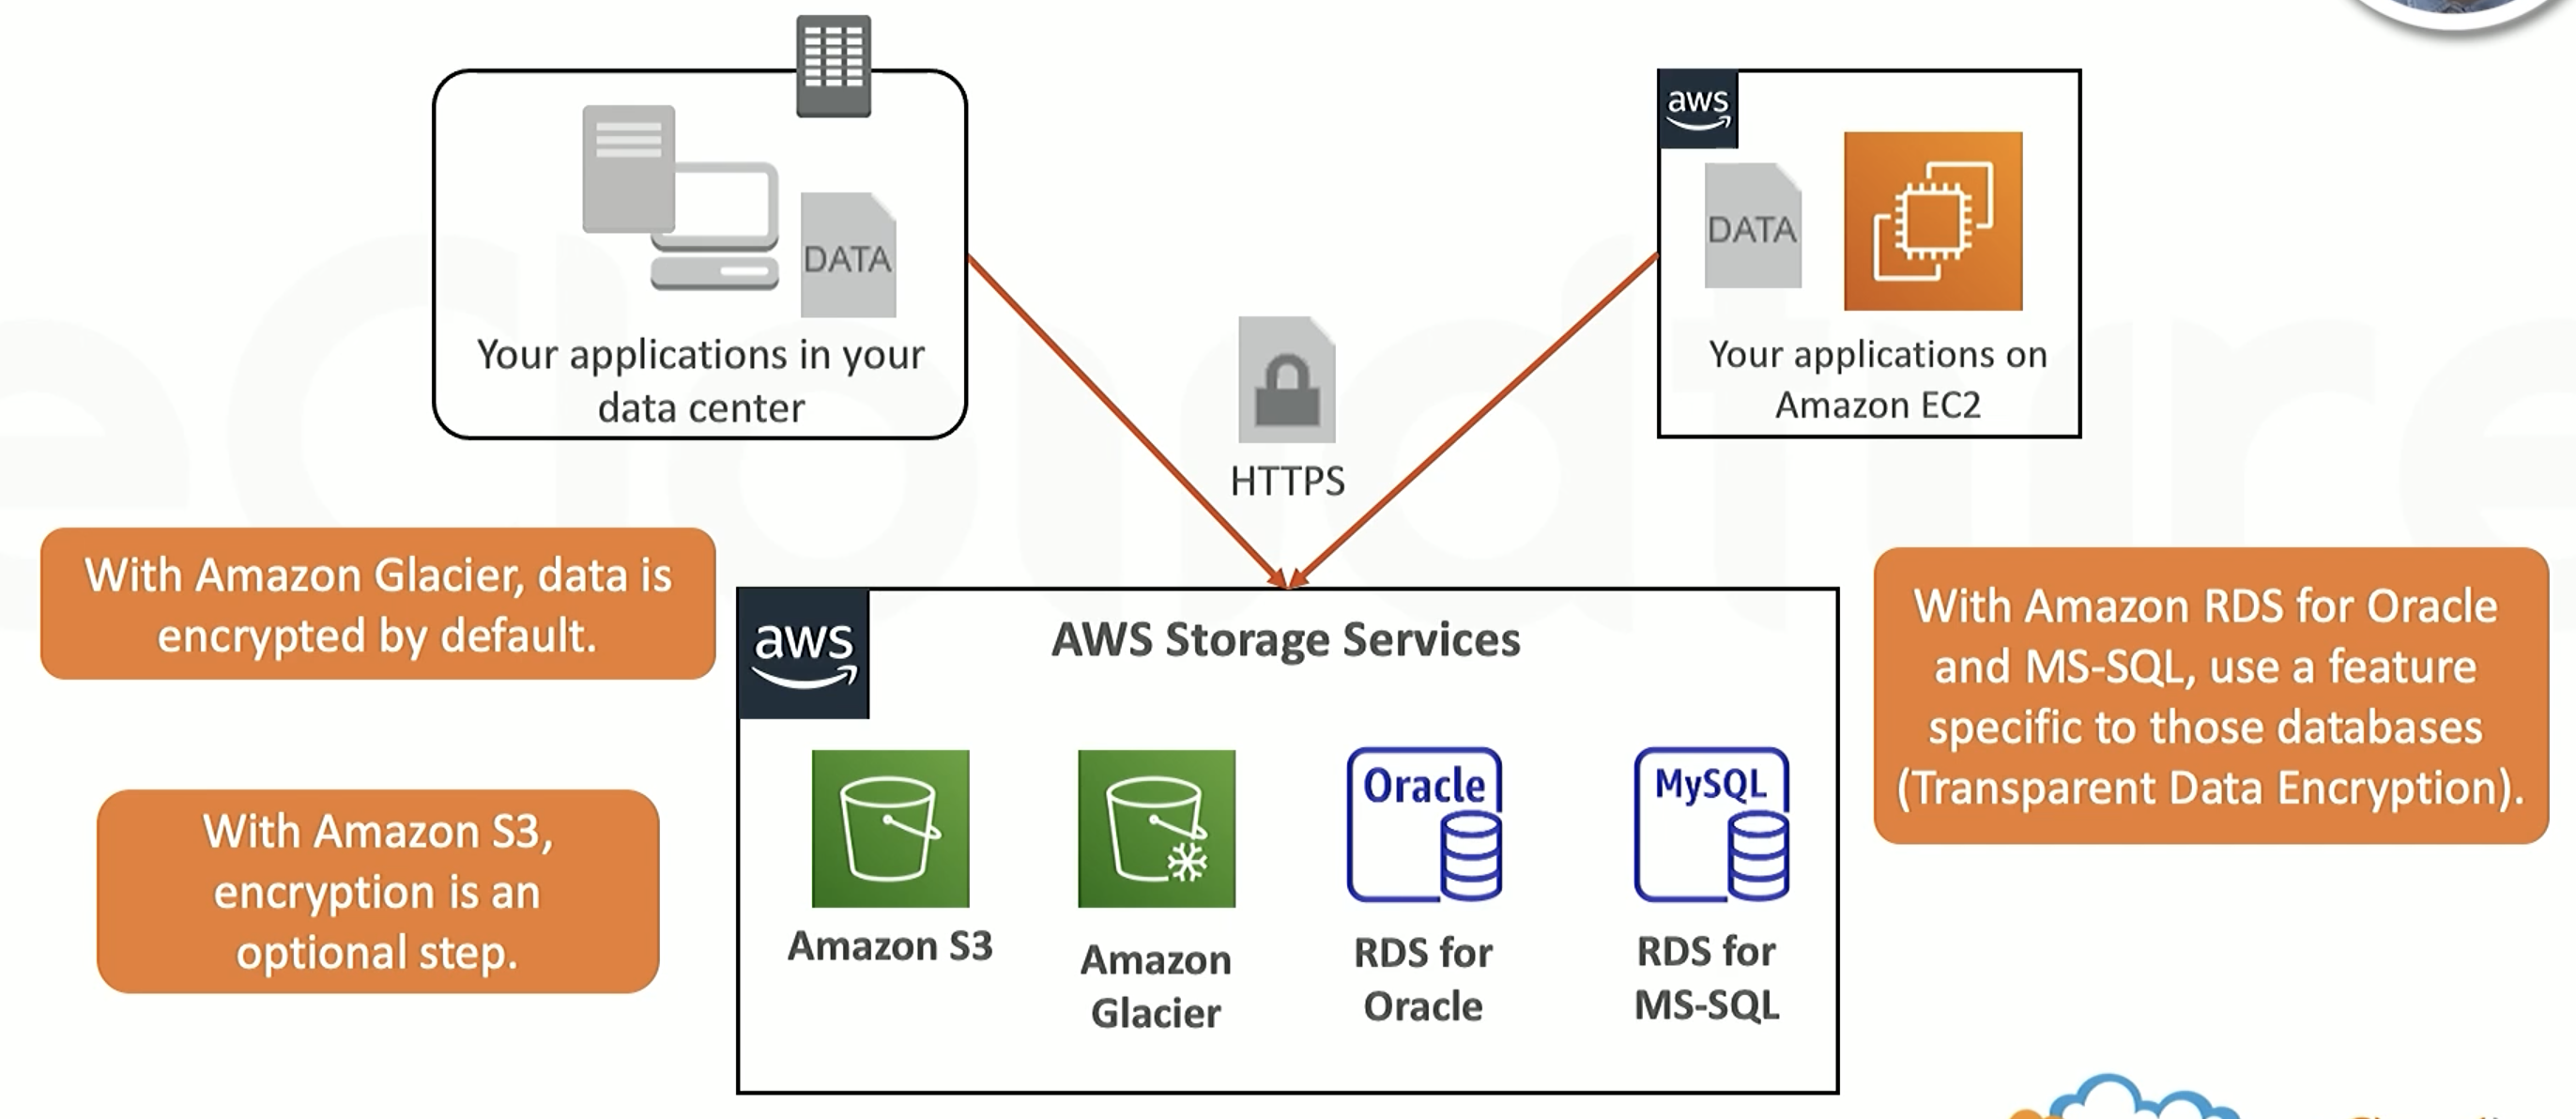 aws
DATA
DATA
Your applications in your
data center
Your applications on
Amazon EC2
HTTPS
With Amazon Glacier, data is
encrypted by default.
With Amazon S3,
encryption is an
optional step.
aws
AWS Storage Services
Oracle
MySQL
Amazon S3
Amazon
Glacier
RDS for
Oracle
RDS for
MS-SQL
With Amazon RDS for Oracle
and MS-SQL, use a feature
specific to those databases
(Transparent Data Encryption).